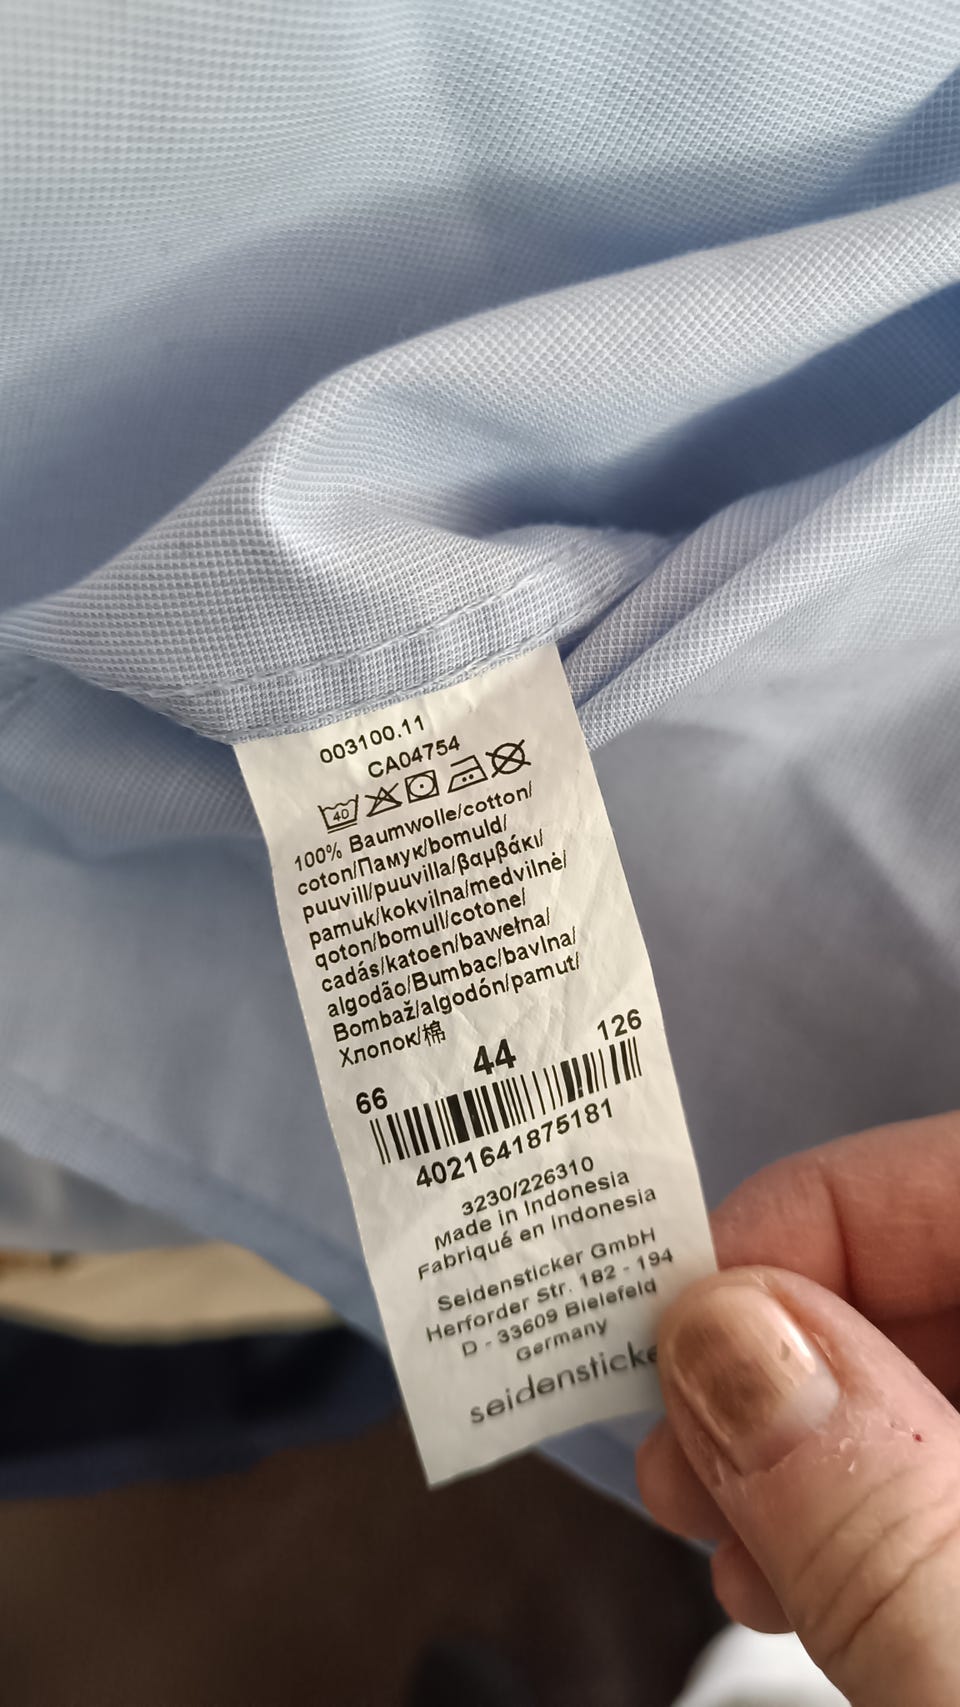 003100.11
CA04754
40
100% Baumwolle/cotton/
coton/Памук/bomuld/
puuvill/puuvilla/βαμβάκι/
pamuk/kokvilna/medvilnė/
qoton/bomull/cotone/
cadás/katoen/bawełna/
algodão/Bumbac/bavlna/
Bombaž/algodón/pamut/
Хлопок/棉
66 44 126
4021641875181
3230/226310
Made in Indonesia
Fabriqué en Indonesia
Seidensticker GmbH
Herforder Str. 182 - 194
D - 33609 Bielefeld
Germany
seidensticke